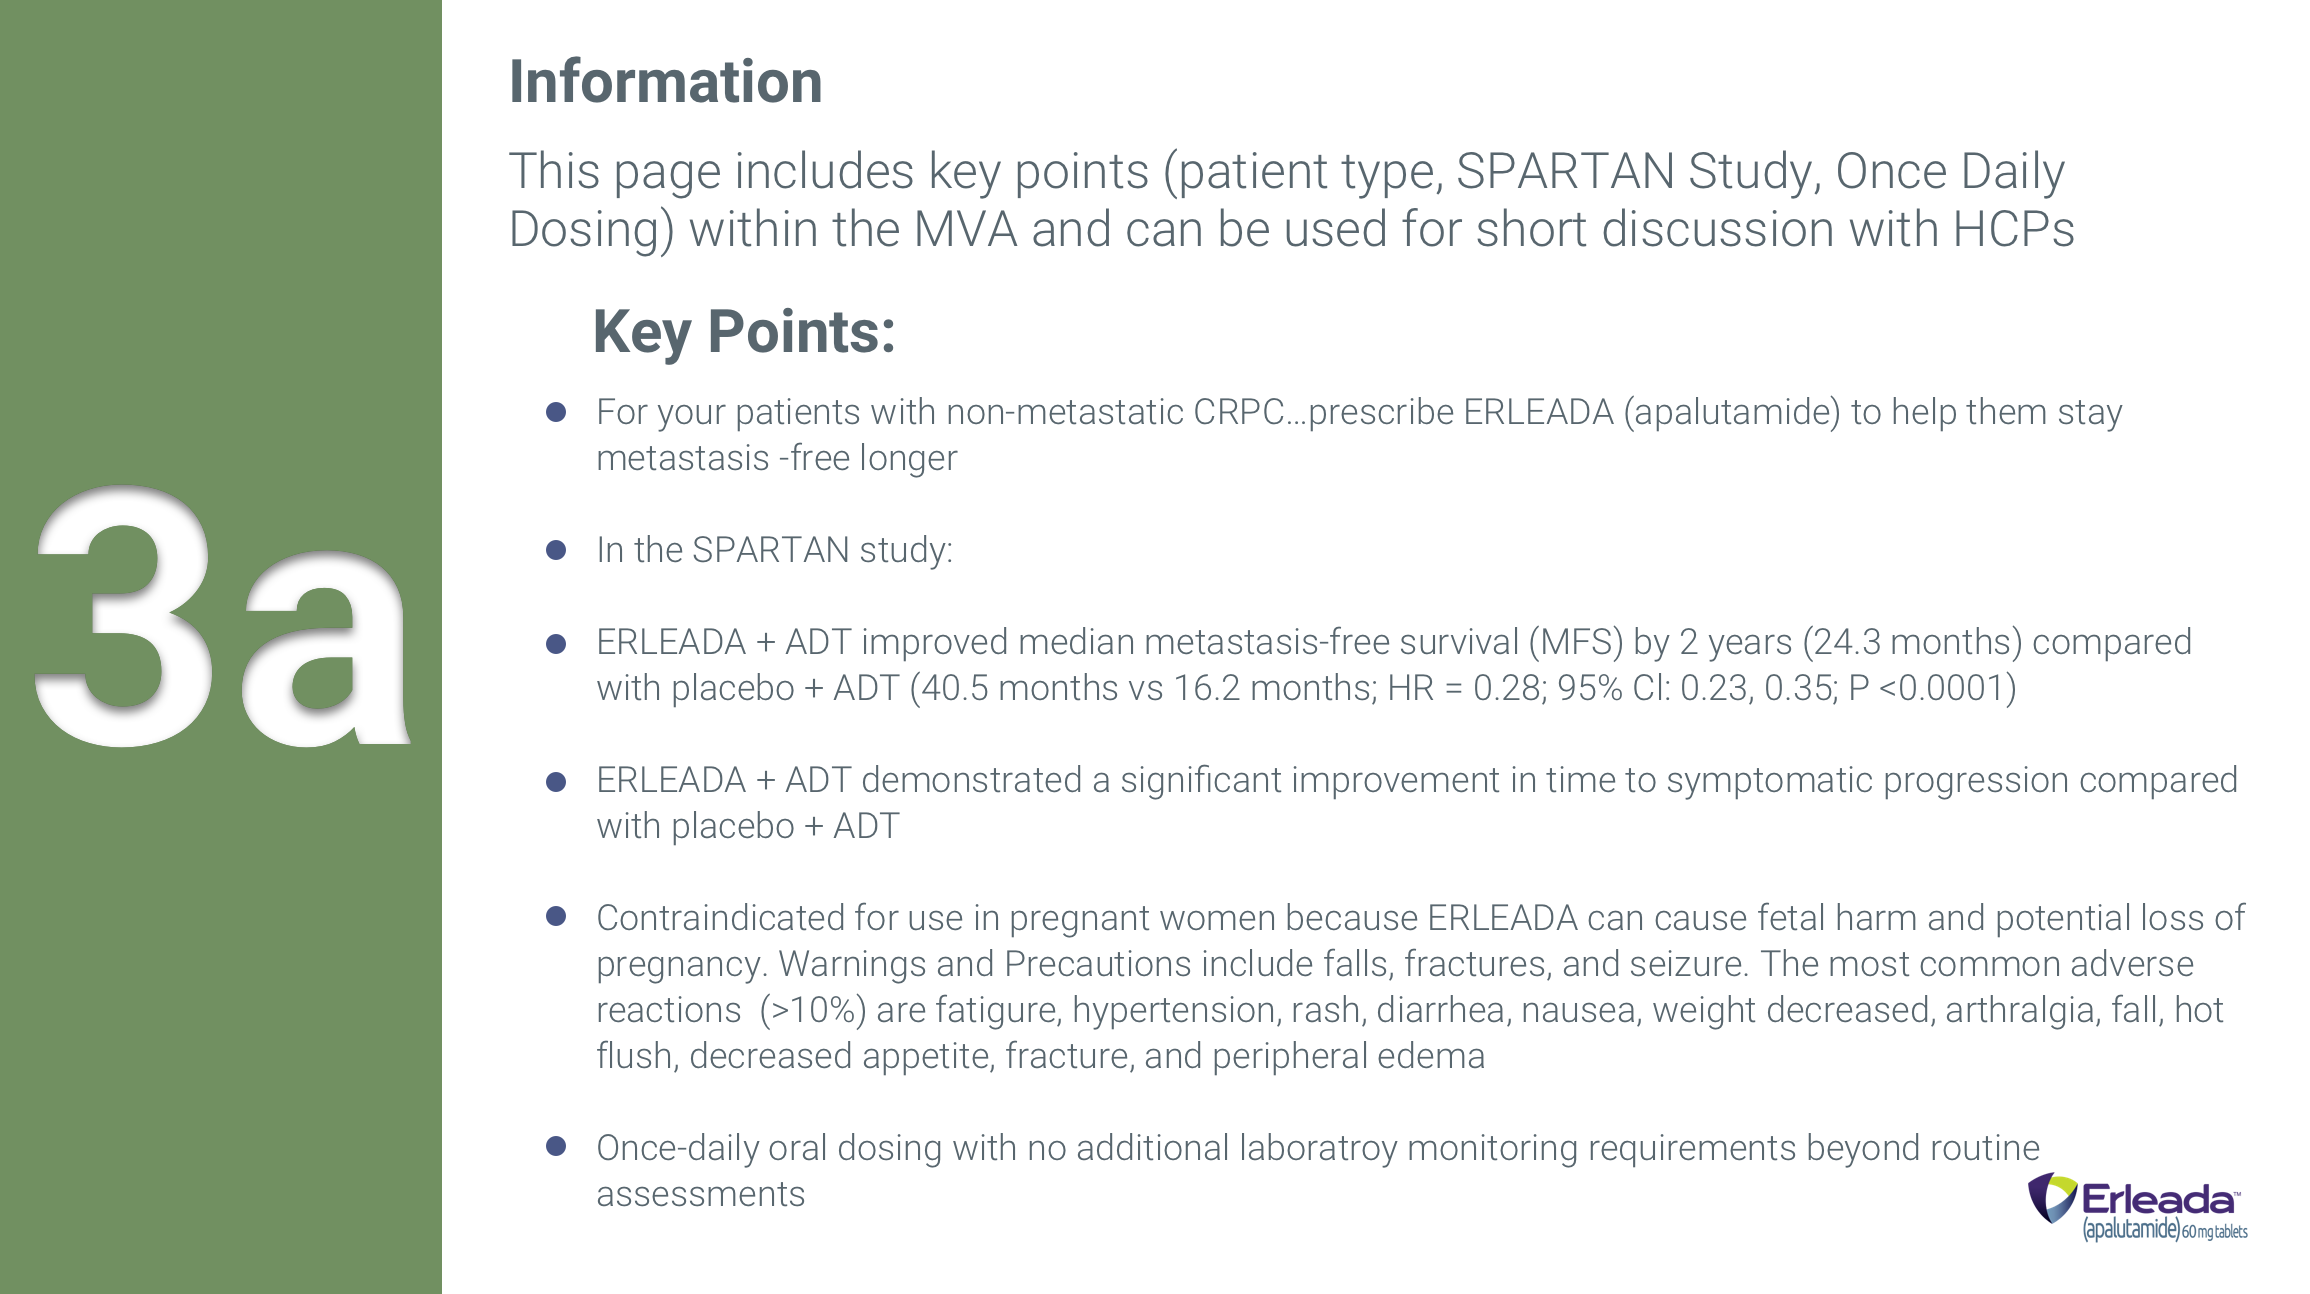 3a
Information
This page includes key points (patient type, SPARTAN Study, Once Daily
Dosing) within the MVA and can be used for short discussion with HCPs
Key Points:
● For your patients with non-metastatic CRPC...prescribe ERLEADA (apalutamide) to help them stay
metastasis -free longer
● In the SPARTAN study:
● ERLEADA + ADT improved median metastasis-free survival (MFS) by 2 years (24.3 months) compared
with placebo + ADT (40.5 months vs 16.2 months; HR = 0.28; 95% Cl: 0.23, 0.35; P <0.0001)
● ERLEADA + ADT demonstrated a significant improvement in time to symptomatic progression compared
with placebo + ADT
● Contraindicated for use in pregnant women because ERLEADA can cause fetal harm and potential loss of
pregnancy. Warnings and Precautions include falls, fractures, and seizure. The most common adverse
reactions  (>10%) are fatigure, hypertension, rash, diarrhea, nausea, weight decreased, arthralgia, fall, hot
flush, decreased appetite, fracture, and peripheral edema
● Once-daily oral dosing with no additional laboratroy monitoring requirements beyond routine
assessments
Erleada™
(apalutamide) 60 mg tablets